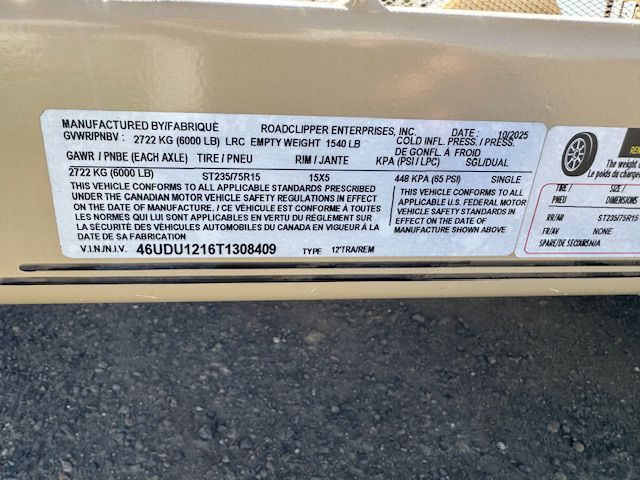 MANUFACTURED BY/FABRIQUÉ ROADCLIPPER ENTERPRISES, INC. DATE: 10/2025
GVWR/PNBV: 2722 KG (6000 LB) LRC EMPTY WEIGHT 1540 LB COLD INFL. PRESS./ PRESS.
DE GONFL. À FROID
GAWR / PNBE (EACH AXLE) TIRE / PNEU RIM / JANTE KPA (PSI / LPC) SGL/DUAL
2722 KG (6000 LB) ST235/75R15 15X5 448 KPA (65 PSI) SINGLE
THIS VEHICLE CONFORMS TO ALL APPLICABLE STANDARDS PRESCRIBED
UNDER THE CANADIAN MOTOR VEHICLE SAFETY REGULATIONS IN EFFECT
ON THE DATE OF MANUFACTURE. / CE VÉHICULE EST CONFORME À TOUTES
LES NORMES QUI LUI SONT APPLICABLES EN VERTU DU RÈGLEMENT SUR
LA SÉCURITÉ DES VÉHICULES AUTOMOBILES DU CANADA EN VIGUEUR À LA
DATE DE SA FABRICATION
THIS VEHICLE CONFORMS TO ALL
APPLICABLE U.S. FEDERAL MOTOR
VEHICLE SAFETY STANDARDS
IN EFFECT ON THE DATE OF
MANUFACTURE SHOWN ABOVE
V.I.N./N.I.V. 46UDU1216T1308409 TYPE 12'TRA/REM
The weight
Le poids du charge
TIRE / SIZE
PNEU DIMENSIONS
RR/AR ST235/75R15
FR/AV NONE
SPARE/DE SECOURS N/A